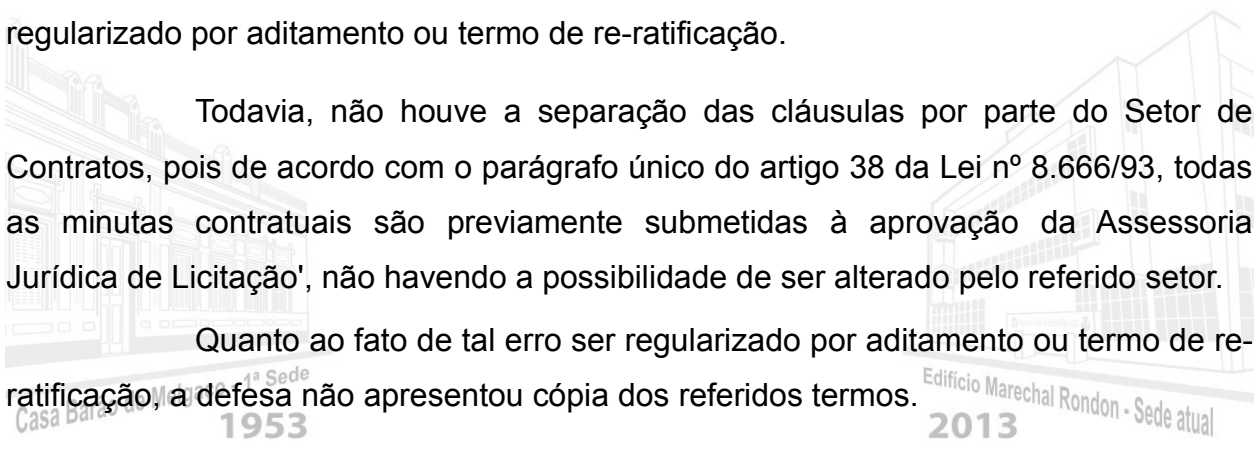 regularizado por aditamento ou termo de re-ratificação.
Todavia, não houve a separação das cláusulas por parte do Setor de
Contratos, pois de acordo com o parágrafo único do artigo 38 da Lei nº 8.666/93, todas
as minutas contratuais são previamente submetidas à aprovação da Assessoria
Jurídica de Licitação', não havendo a possibilidade de ser alterado pelo referido setor.
Quanto ao fato de tal erro ser regularizado por aditamento ou termo de re-
ratificação, a defesa não apresentou cópia dos referidos termos.
Casa Barão de Melgaço - 1ª Sede
1953
Edifício Marechal Rondon - Sede atual
2013